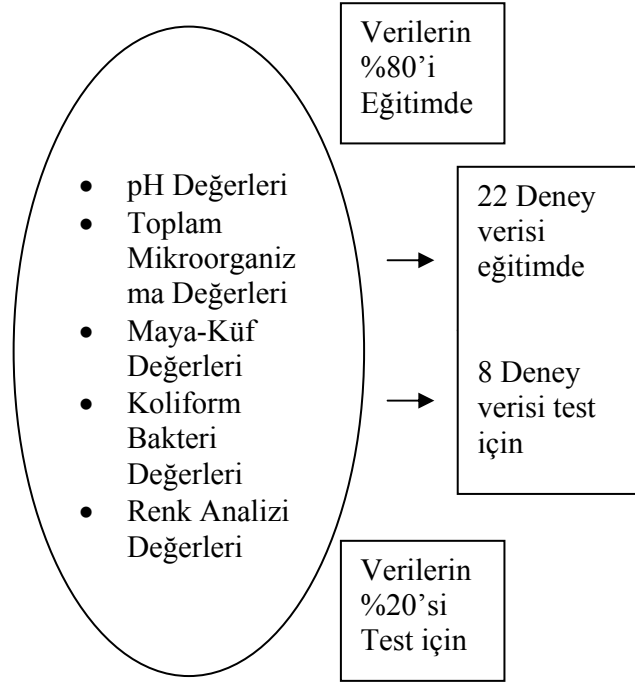 Verilerin
%80’i
Eğitimde
• pH Değerleri
• Toplam
Mikroorganiz
ma Değerleri
• Maya-Küf
Değerleri
• Koliform
Bakteri
Değerleri
• Renk Analizi
Değerleri
22 Deney
verisi
eğitimde
8 Deney
verisi test
için
Verilerin
%20’si
Test için